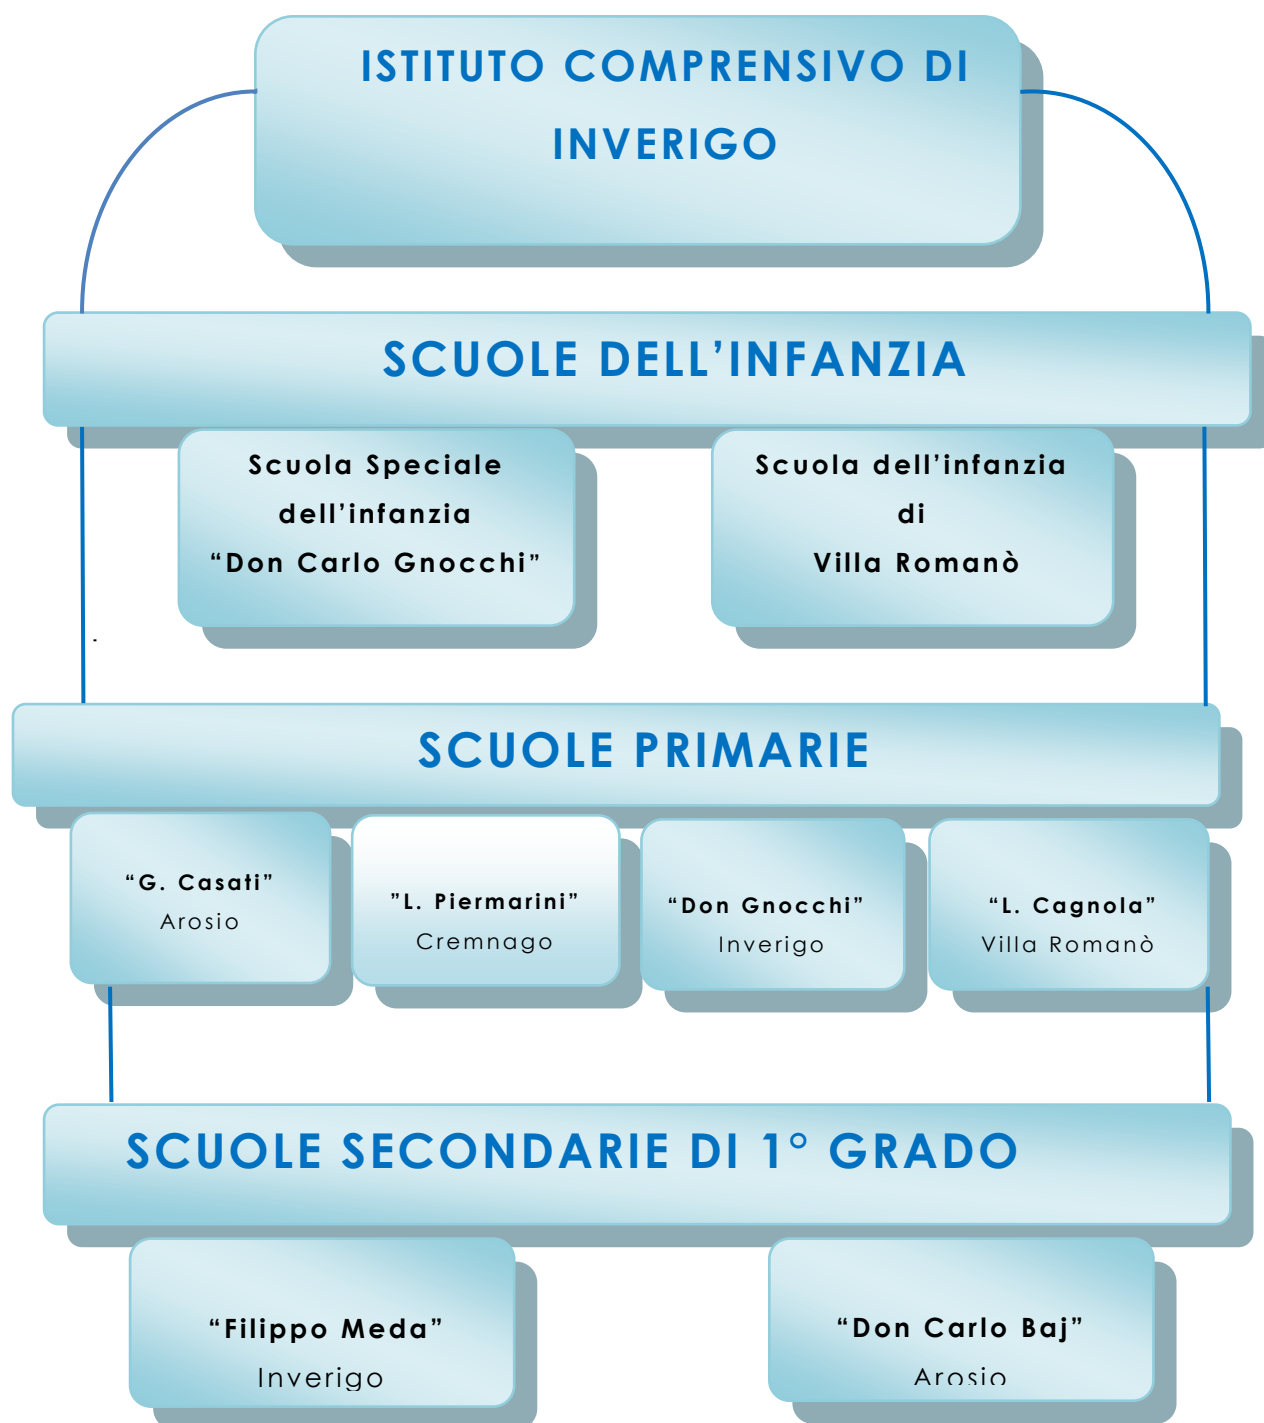 ISTITUTO COMPRENSIVO DI
INVERIGO
SCUOLE DELL’INFANZIA
Scuola Speciale
dell’infanzia
“Don Carlo Gnocchi”
Scuola dell’infanzia
di
Villa Romanò
.
SCUOLE PRIMARIE
“G. Casati”
Arosio
”L. Piermarini”
Cremnago
“Don Gnocchi”
Inverigo
“L. Cagnola”
Villa Romanò
SCUOLE SECONDARIE DI 1° GRADO
“Filippo Meda”
Inverigo
“Don Carlo Baj”
Arosio